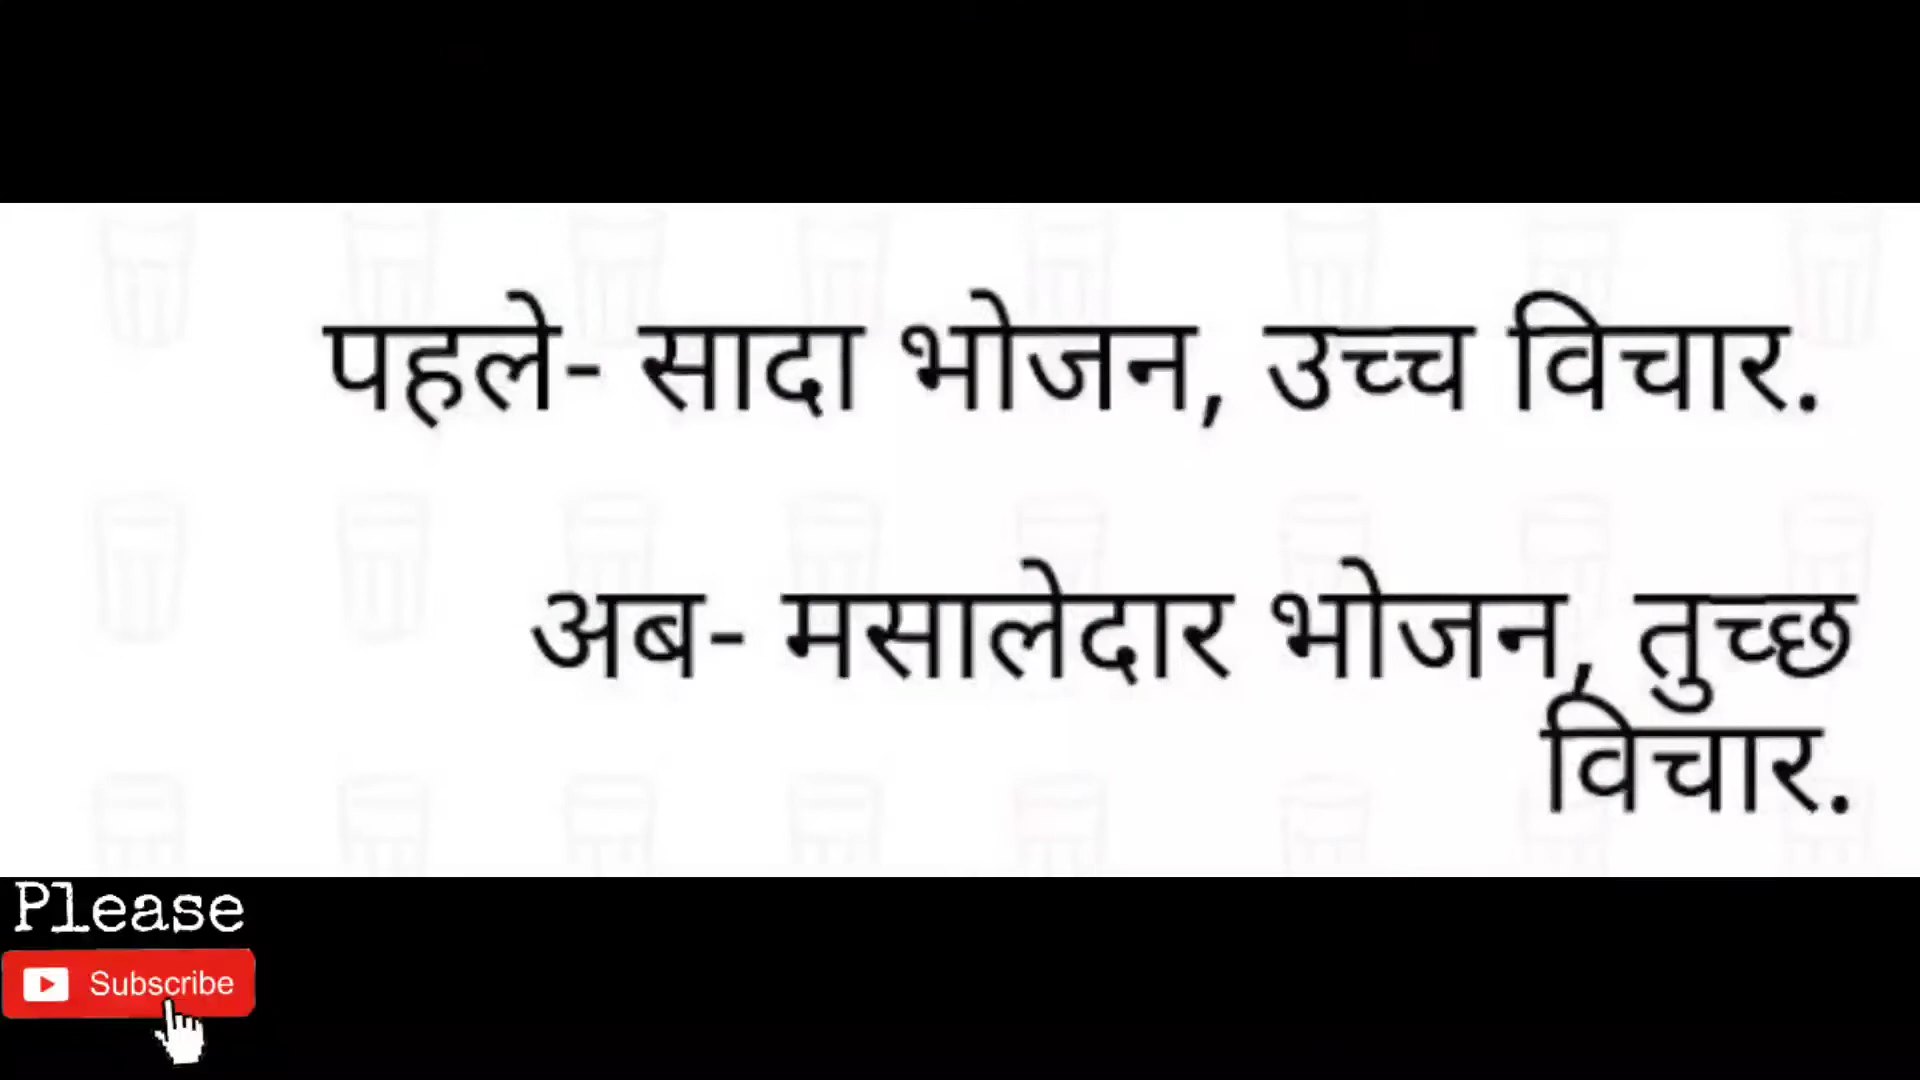 पहले- सादा भोजन, उच्च विचार.
अब- मसालेदार भोजन, तुच्छ
विचार.
Please
Subscribe